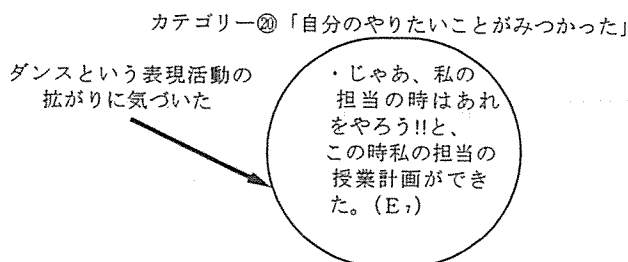 カテゴリー⑳「自分のやりたいことがみつかった」
ダンスという表現活動の
拡がりに気づいた
・じゃあ、私の
担当の時はあれ
をやろう!!と、
この時私の担当の
授業計画ができ
た。(E₇)